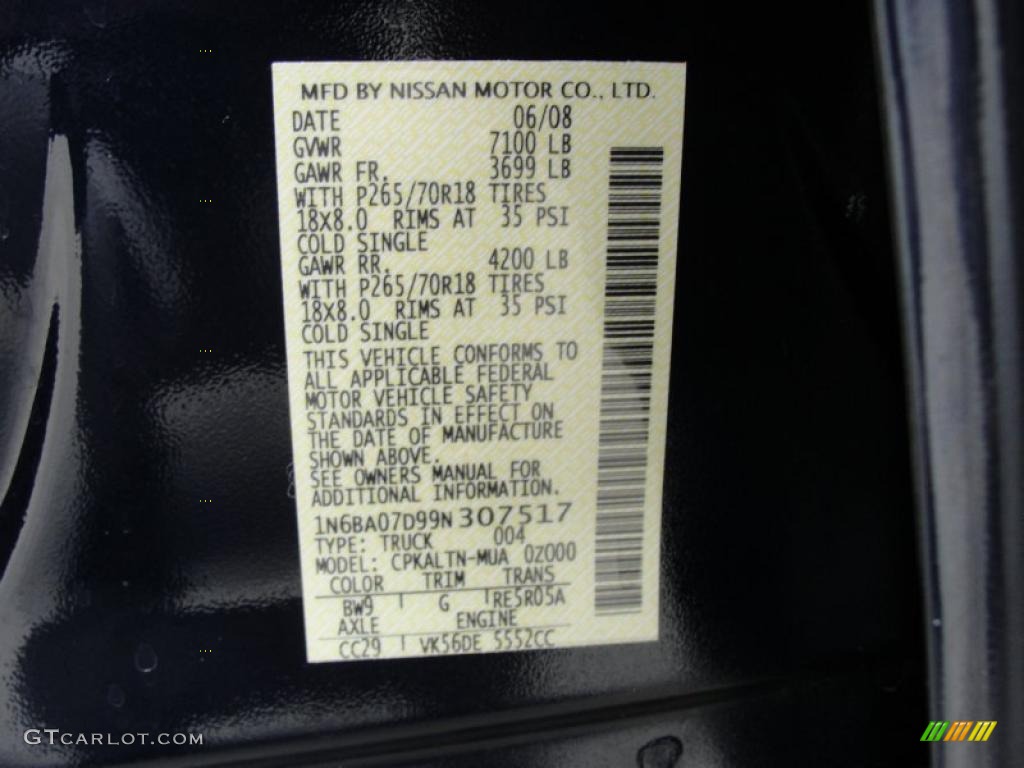 MFD BY NISSAN MOTOR CO., LTD.
DATE 06/08
GVWR 7100 LB
GAWR FR. 3699 LB
WITH P265/70R18 TIRES
18X8.0 RIMS AT 35 PSI
COLD SINGLE
GAWR RR. 4200 LB
WITH P265/70R18 TIRES
18X8.0 RIMS AT 35 PSI
COLD SINGLE
THIS VEHICLE CONFORMS TO
ALL APPLICABLE FEDERAL
MOTOR VEHICLE SAFETY
STANDARDS IN EFFECT ON
THE DATE OF MANUFACTURE
SHOWN ABOVE.
SEE OWNERS MANUAL FOR
ADDITIONAL INFORMATION.
1N6BA07D99N307517
TYPE: TRUCK 004
MODEL: CPKALTN-MUA 0Z000
COLOR TRIM TRANS
BW9 G RE5R05A
AXLE ENGINE
CC29 VK56DE 5552CC
GTCARLOT.COM